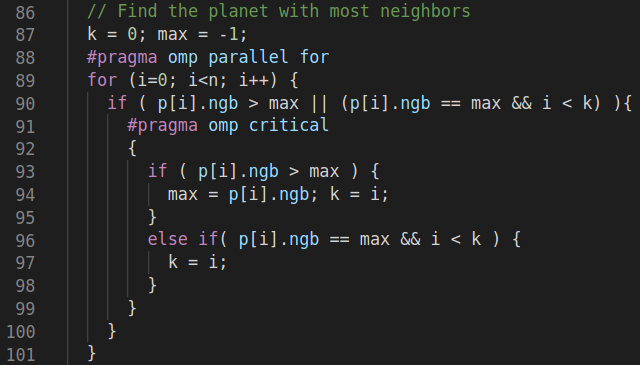 86 // Find the planet with most neighbors
87 k = 0; max = -1;
88 #pragma omp parallel for
89 for (i=0; i<n; i++) {
90 if ( p[i].ngb > max || (p[i].ngb == max && i < k) ){
91 #pragma omp critical
92 {
93 if ( p[i].ngb > max ) {
94 max = p[i].ngb; k = i;
95 }
96 else if( p[i].ngb == max && i < k ) {
97 k = i;
98 }
99 }
100 }
101 }